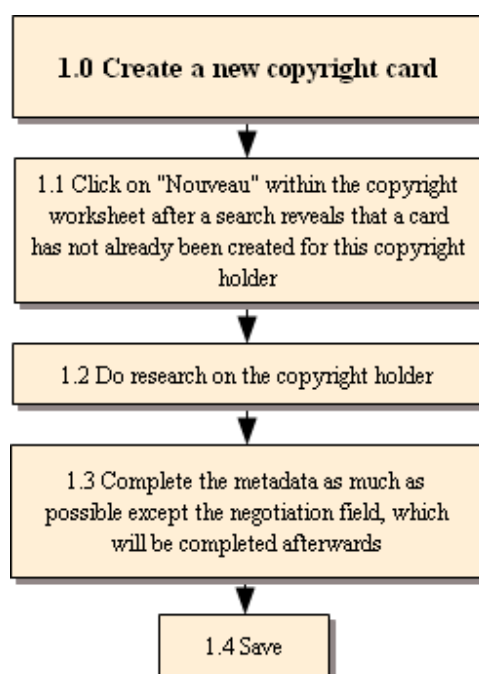 1.0 Create a new copyright card
1.1 Click on "Nouveau" within the copyright
worksheet after a search reveals that a card
has not already been created for this copyright
holder
1.2 Do research on the copyright holder
1.3 Complete the metadata as much as
possible except the negotiation field, which
will be completed afterwards
1.4 Save